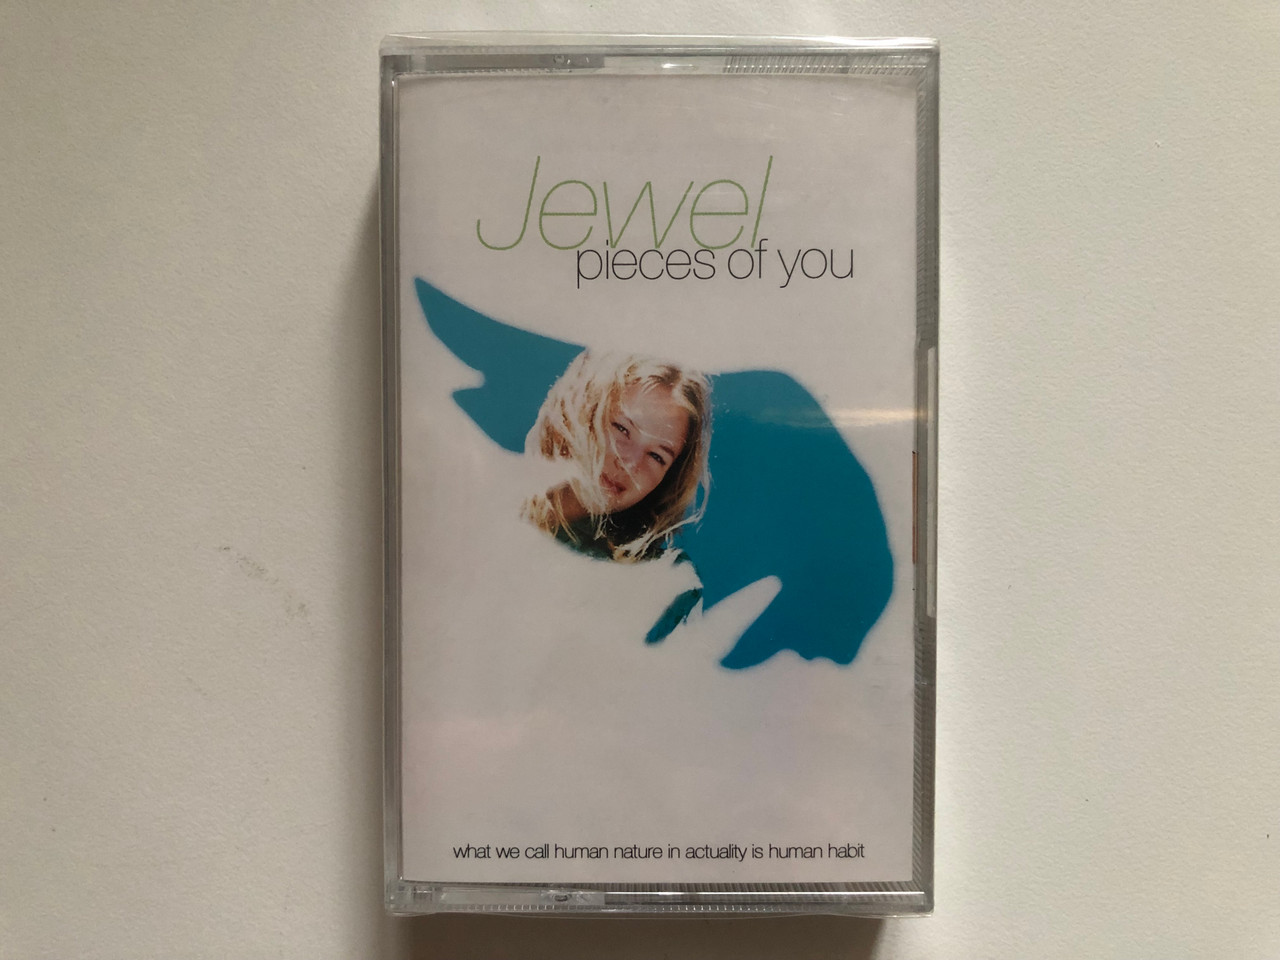 Jewel
pieces of you
what we call human nature in actuality is human habit